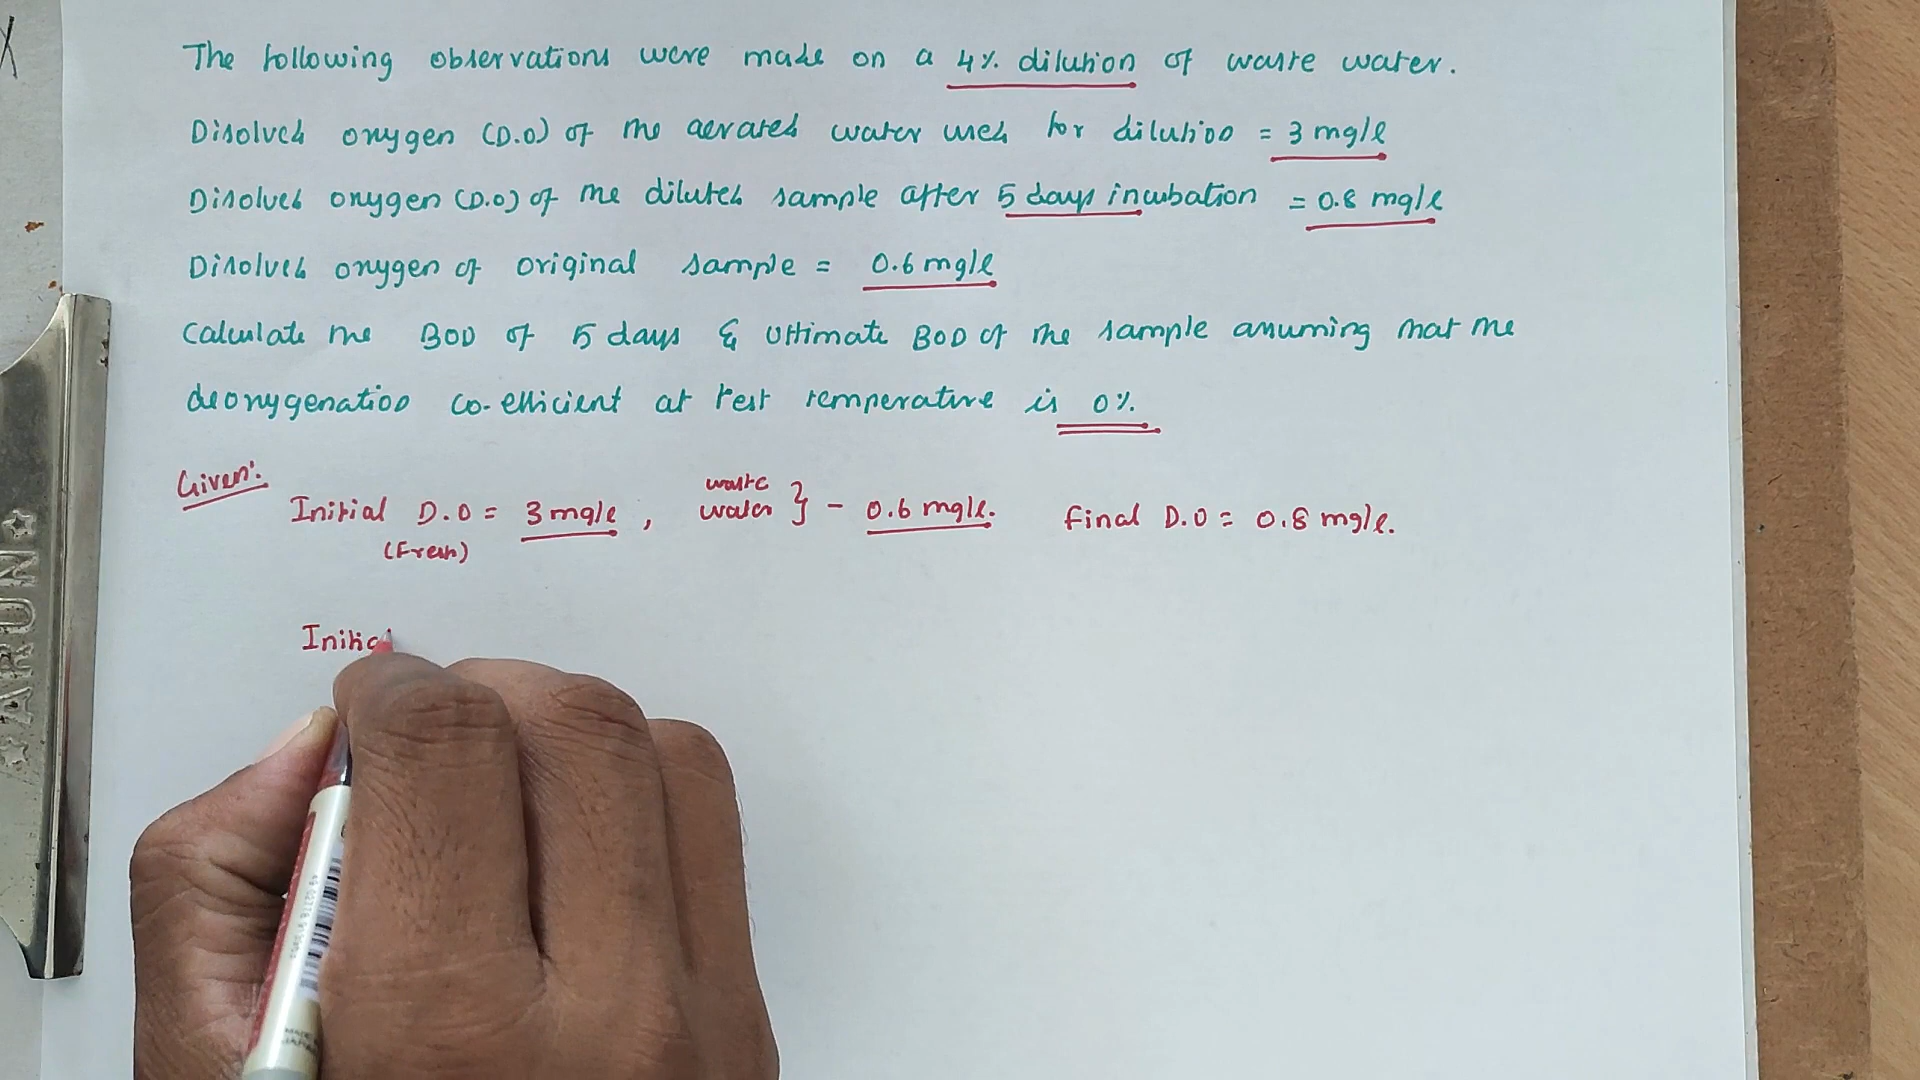 The following observations were made on a 4% dilution of waste water.
Disolved oxygen (D.O) of the aerated water used for dilution = 3 mg/l
Disolved oxygen (D.O) of the diluted sample after 5 days incubation = 0.8 mg/l
Disolved oxygen of original sample = 0.6 mg/l
Calculate the BOD of 5 days & Ultimate BOD of the sample assuming that the
deoxygenation co-efficient at test temperature is 0%.
Given:
Initial D.O = 3 mg/l , waste water } - 0.6 mg/l. Final D.O = 0.8 mg/l.
(Fresh)
Initial
ARUN